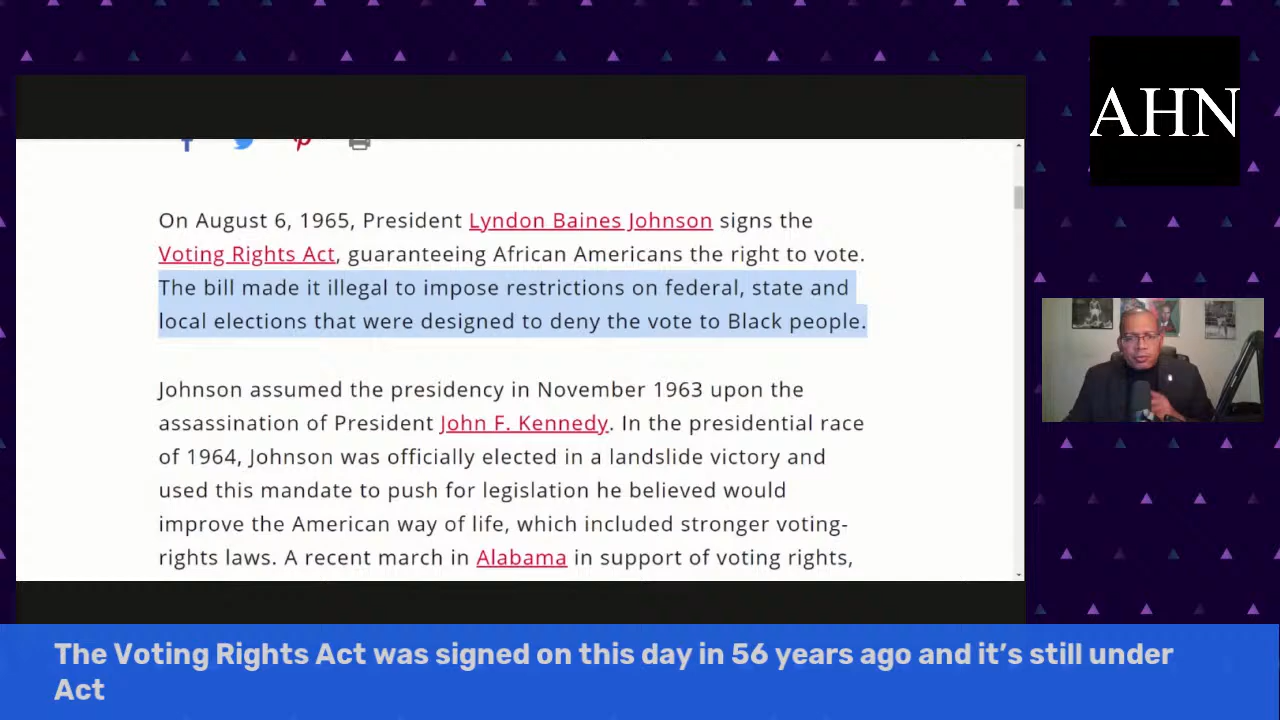 AHN
On August 6, 1965, President Lyndon Baines Johnson signs the
Voting Rights Act, guaranteeing African Americans the right to vote.
The bill made it illegal to impose restrictions on federal, state and
local elections that were designed to deny the vote to Black people.
Johnson assumed the presidency in November 1963 upon the
assassination of President John F. Kennedy. In the presidential race
of 1964, Johnson was officially elected in a landslide victory and
used this mandate to push for legislation he believed would
improve the American way of life, which included stronger voting-
rights laws. A recent march in Alabama in support of voting rights,
The Voting Rights Act was signed on this day in 56 years ago and it's still under
Act